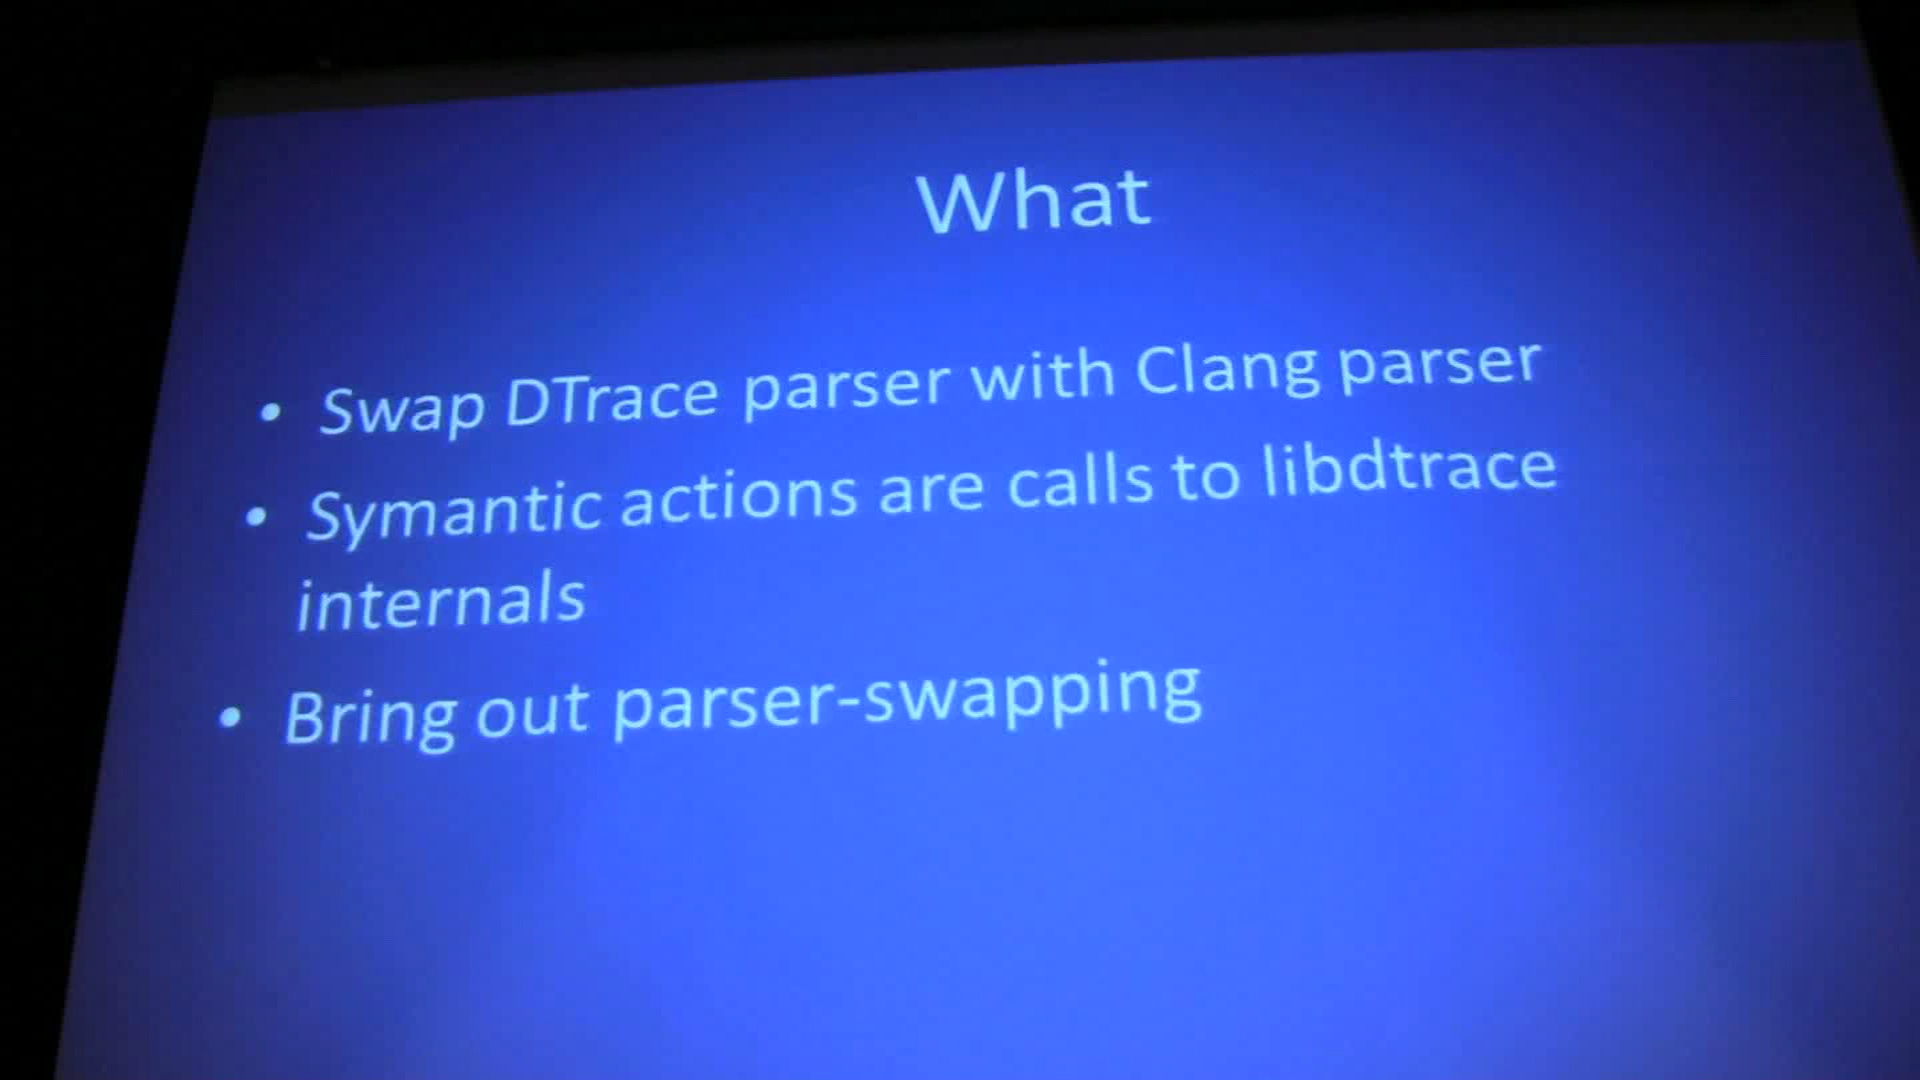 What
• Swap DTrace parser with Clang parser
• Symantic actions are calls to libdtrace
internals
• Bring out parser-swapping